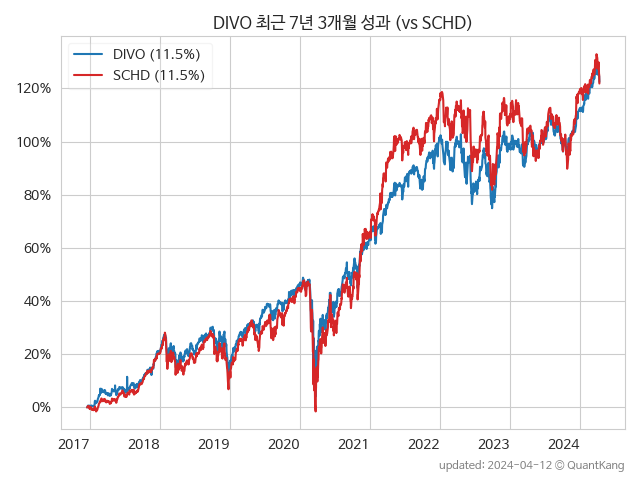 DIVO 최근 7년 3개월 성과 (vs SCHD)
DIVO (11.5%)
SCHD (11.5%)
120%
100%
80%
60%
40%
20%
0%
2017 2018 2019 2020 2021 2022 2023 2024
updated: 2024-04-12 © QuantKang